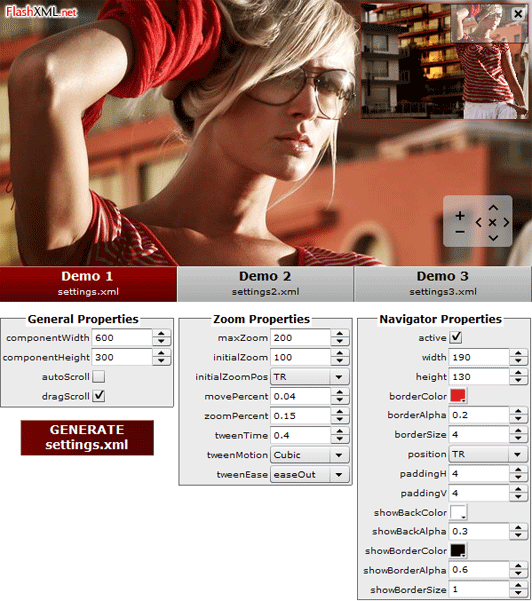 FlashXML.net
Demo 1
settings.xml
Demo 2
settings2.xml
Demo 3
settings3.xml
General Properties
componentWidth 600
componentHeight 300
autoScroll
dragScroll
GENERATE
settings.xml
Zoom Properties
maxZoom 200
initialZoom 100
initialZoomPos TR
movePercent 0.04
zoomPercent 0.15
tweenTime 0.4
tweenMotion Cubic
tweenEase easeOut
Navigator Properties
active
width 190
height 130
borderColor
borderAlpha 0.2
borderSize 4
position TR
paddingH 4
paddingV 4
showBackColor
showBackAlpha 0.3
showBorderColor
showBorderAlpha 0.6
showBorderSize 1